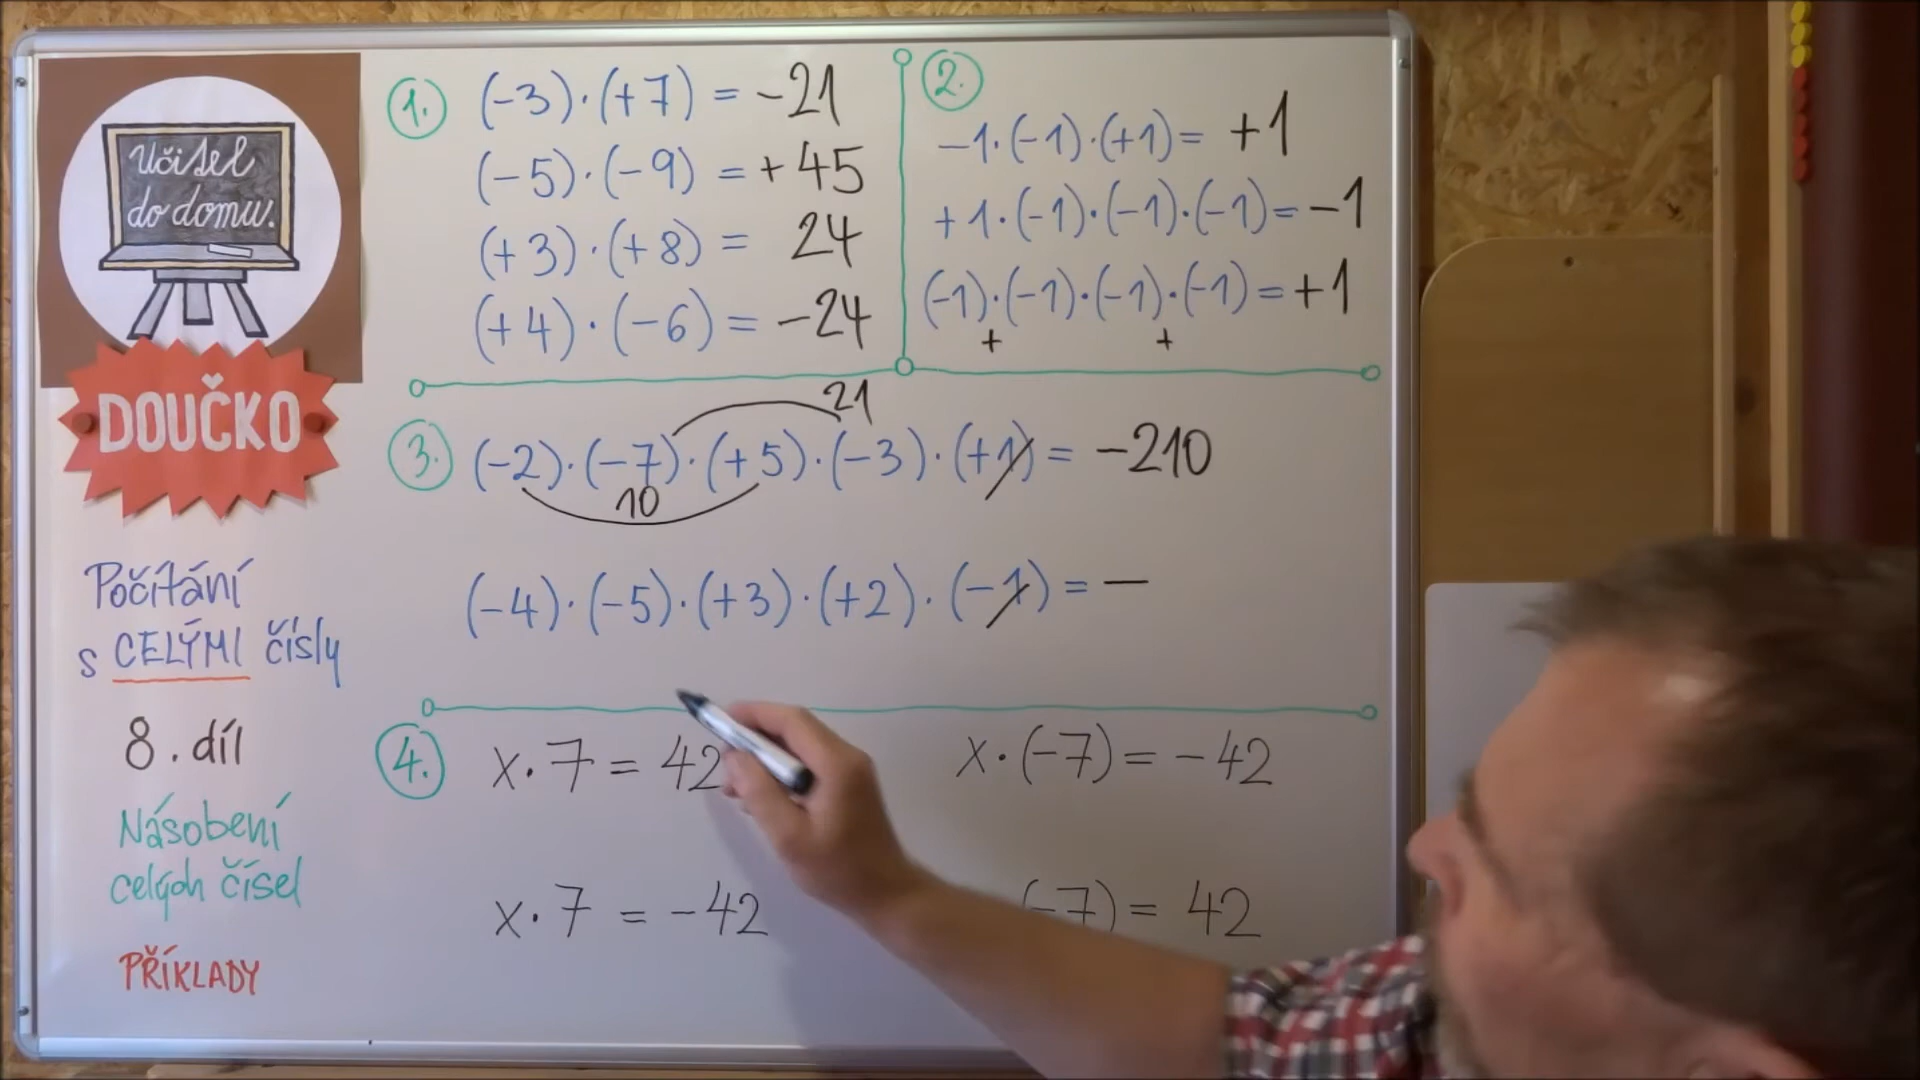 Učitel
do domu.
DOUČKO
Počítání
s CELÝMI čísly
8. díl
Násobení
celých čísel
PŘÍKLADY
1.
(-3)·(+7) = -21
(-5)·(-9) = +45
(+3)·(+8) = 24
(+4)·(-6) = -24
2.
-1·(-1)·(+1)= +1
+1·(-1)·(-1)·(-1)= -1
(-1)·(-1)·(-1)·(-1)= +1
+ +
21
3. (-2)·(-7)·(+5)·(-3)·(+1) = -210
10
(-4)·(-5)·(+3)·(+2)·(-1) = -
4. x·7 = 42
x·(-7) = -42
x·7 = -42
-7) = 42